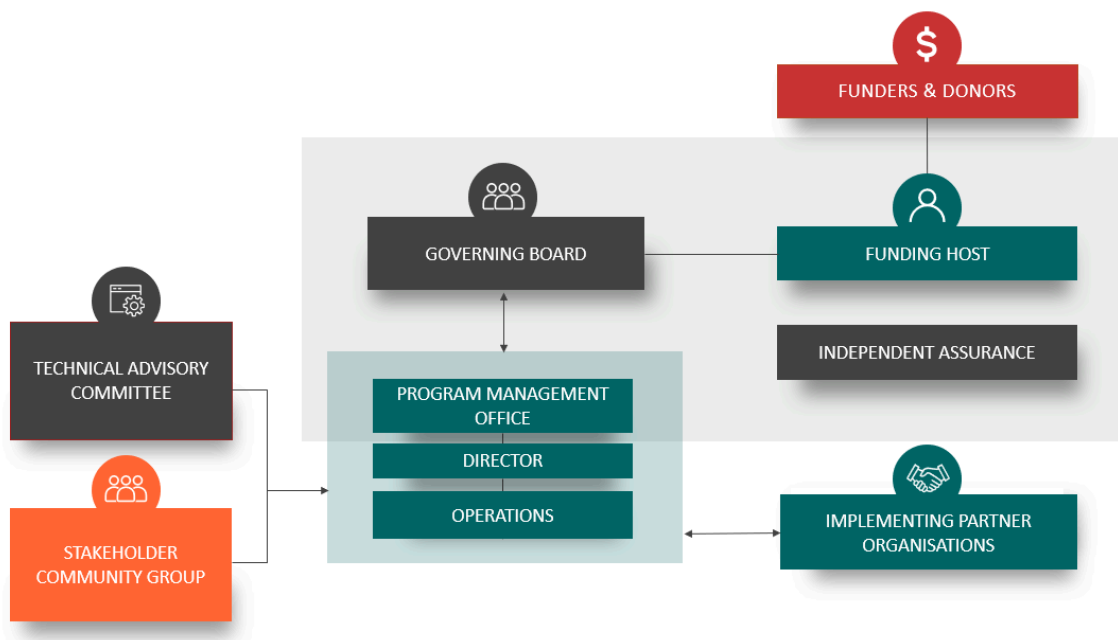 $
FUNDERS & DONORS
GOVERNING BOARD
FUNDING HOST
TECHNICAL ADVISORY
COMMITTEE
INDEPENDENT ASSURANCE
PROGRAM MANAGEMENT
OFFICE
DIRECTOR
OPERATIONS
STAKEHOLDER
COMMUNITY GROUP
IMPLEMENTING PARTNER
ORGANISATIONS